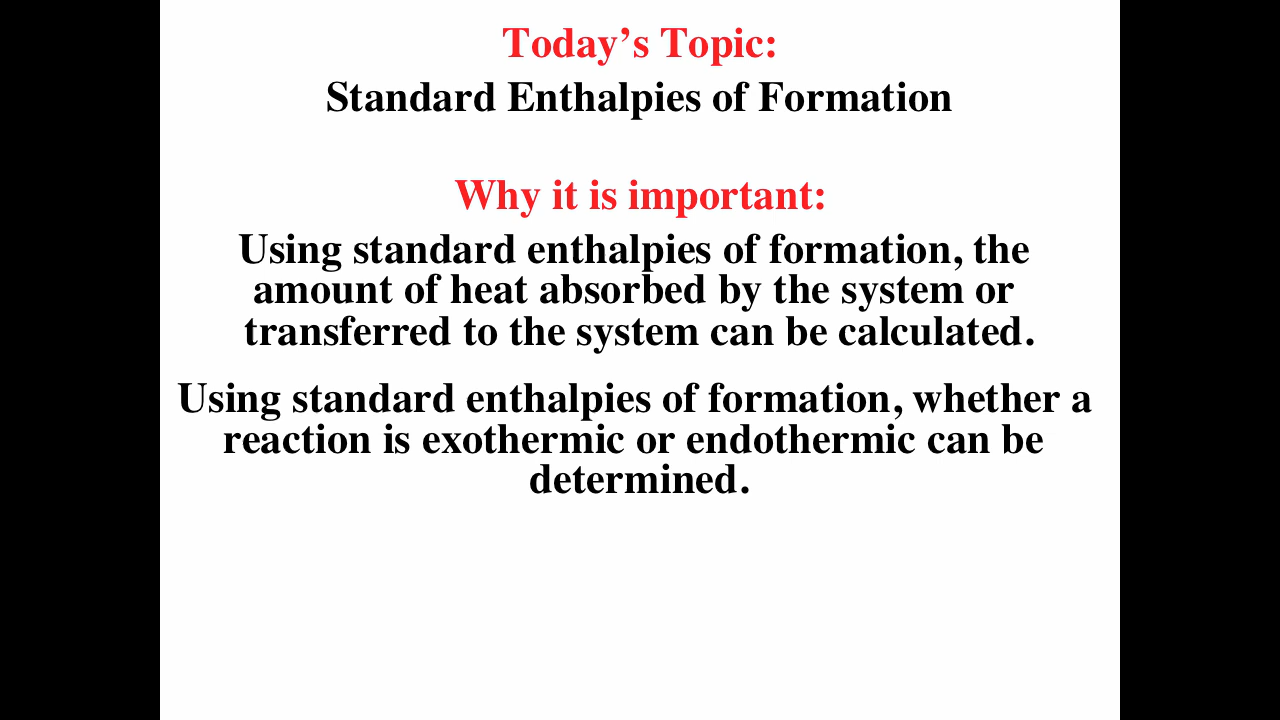 Today’s Topic:
Standard Enthalpies of Formation
Why it is important:
Using standard enthalpies of formation, the
amount of heat absorbed by the system or
transferred to the system can be calculated.
Using standard enthalpies of formation, whether a
reaction is exothermic or endothermic can be
determined.